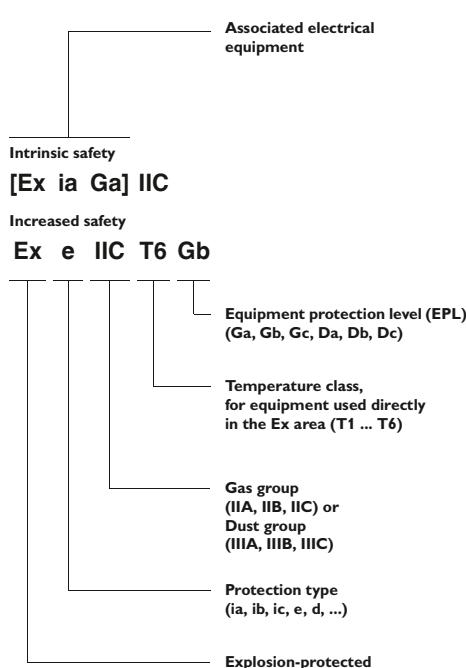 Associated electrical
equipment
Intrinsic safety
[Ex ia Ga] IIC
Increased safety
Ex e IIC T6 Gb
Equipment protection level (EPL)
(Ga, Gb, Gc, Da, Db, Dc)
Temperature class,
for equipment used directly
in the Ex area (T1 ... T6)
Gas group
(IIA, IIB, IIC) or
Dust group
(IIIA, IIIB, IIIC)
Protection type
(ia, ib, ic, e, d, ...)
Explosion-protected